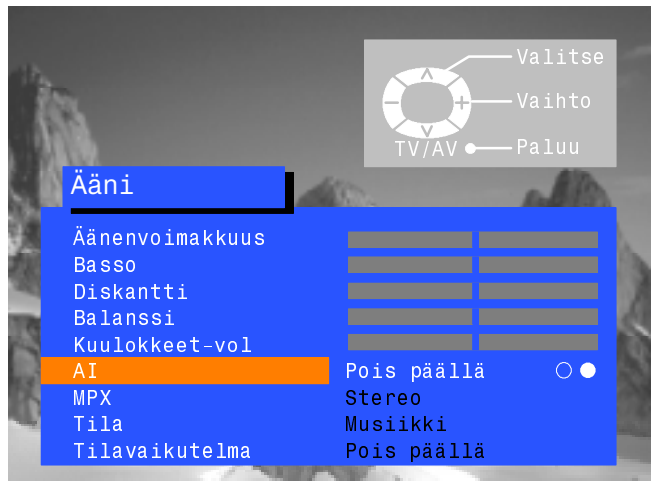 Valitse
Vaihto
TV/AV Paluu
Ääni
Äänenvoimakkuus
Basso
Diskantti
Balanssi
Kuulokkeet-vol
AI Pois päällä
MPX Stereo
Tila Musiikki
Tilavaikutelma Pois päällä